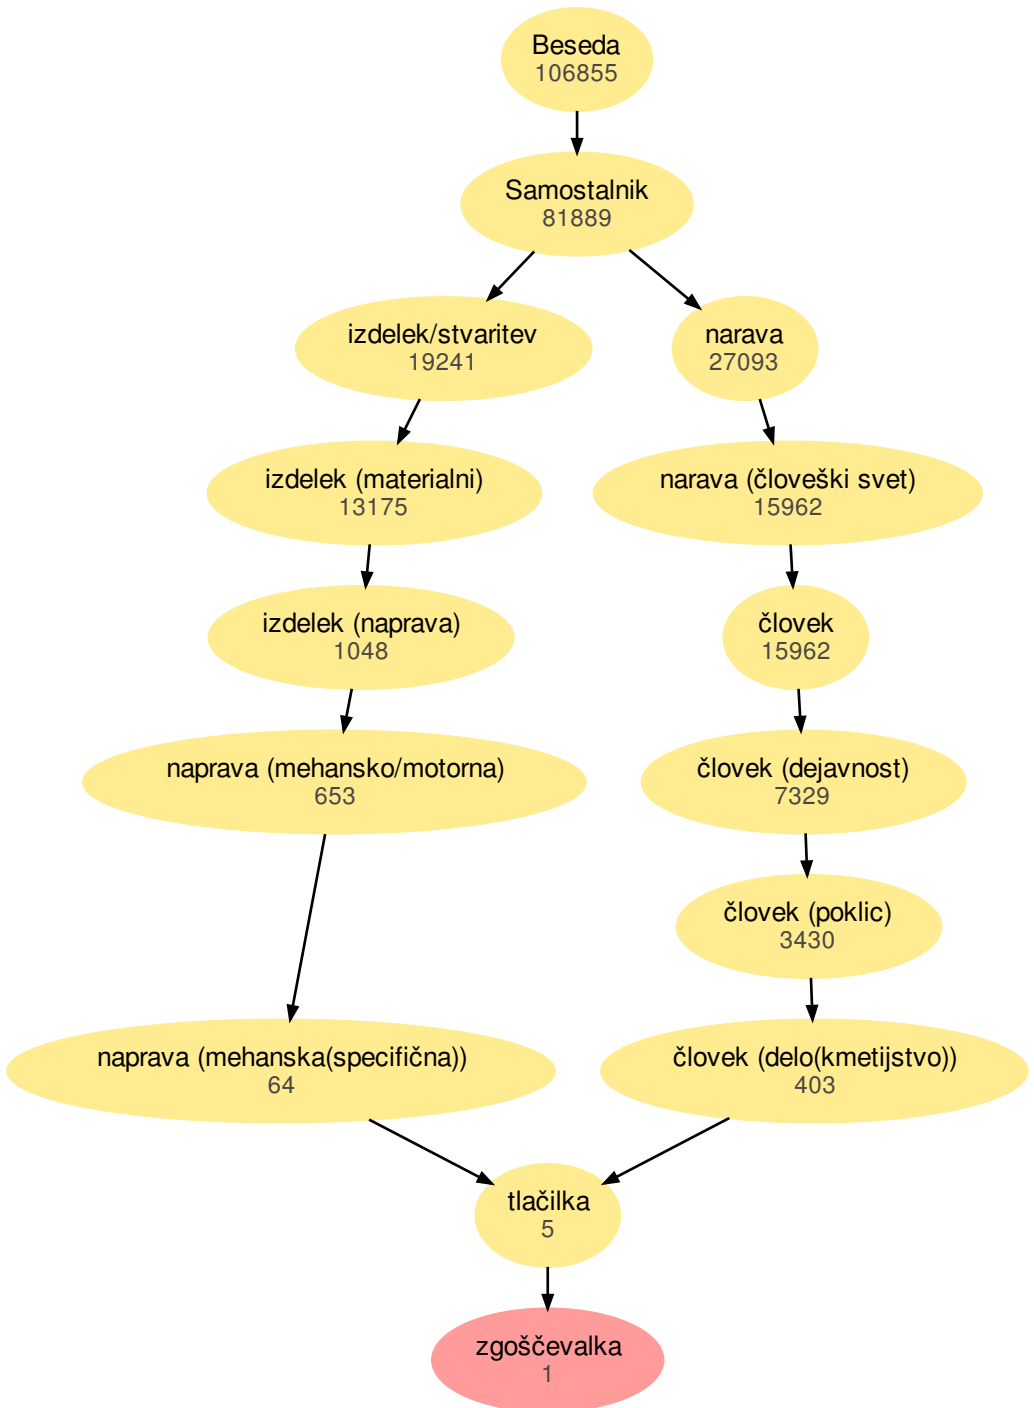 Beseda
106855
Samostalnik
81889
izdelek/stvaritev
19241
narava
27093
izdelek (materialni)
13175
narava (človeški svet)
15962
izdelek (naprava)
1048
človek
15962
naprava (mehansko/motorna)
653
človek (dejavnost)
7329
človek (poklic)
3430
naprava (mehanska(specifična))
64
človek (delo(kmetijstvo))
403
tlačilka
5
zgoščevalka
1